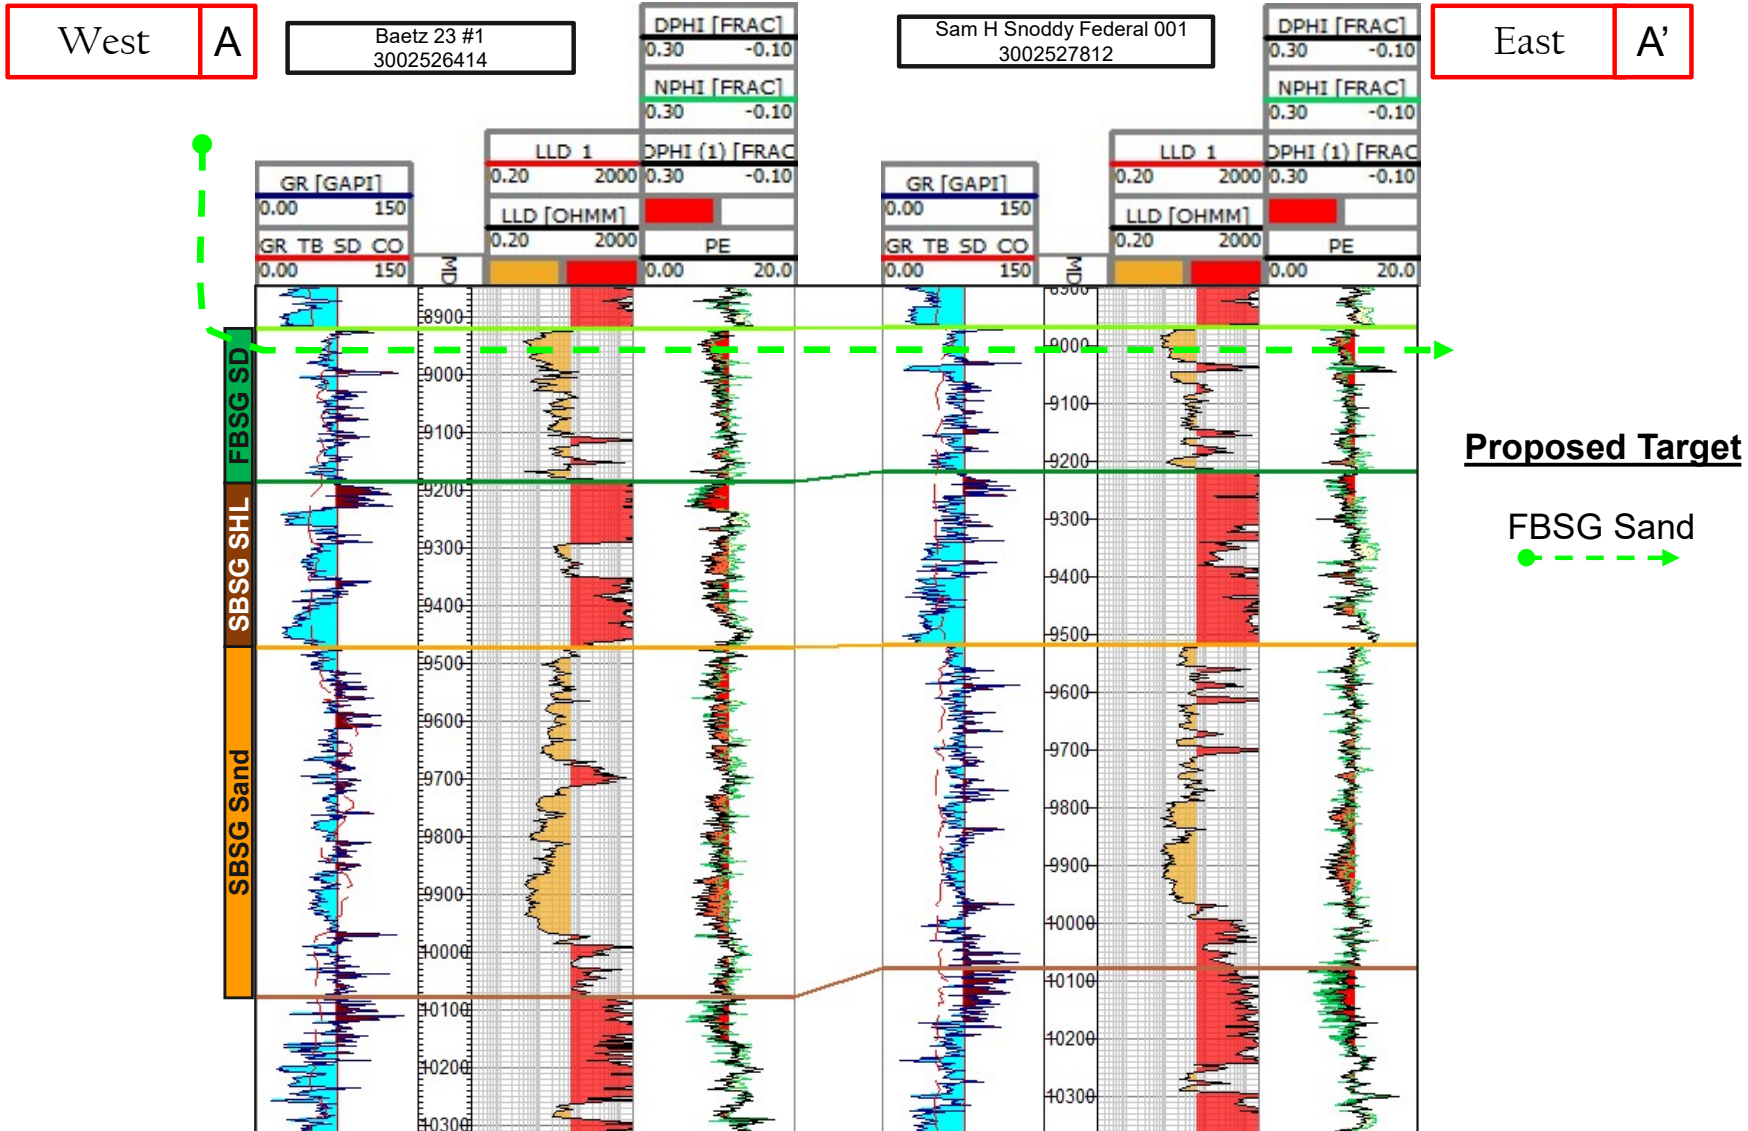 West
A
Baetz 23 #1
3002526414
Sam H Snoddy Federal 001
3002527812
East
A’
DPHI [FRAC]
0.30 -0.10
NPHI [FRAC]
0.30 -0.10
DPHI (1) [FRAC
0.30 -0.10
PE
0.00 20.0
LLD 1
0.20 2000
LLD [OHMM]
0.20 2000
GR [GAPI]
0.00 150
GR TB SD CO
0.00 150
MD
DPHI [FRAC]
0.30 -0.10
NPHI [FRAC]
0.30 -0.10
DPHI (1) [FRAC
0.30 -0.10
PE
0.00 20.0
LLD 1
0.20 2000
LLD [OHMM]
0.20 2000
GR [GAPI]
0.00 150
GR TB SD CO
0.00 150
MD
FBSG SD
SBSG SHL
SBSG Sand
8900
9000
9100
9200
9300
9400
9500
9600
9700
9800
9900
10000
10100
10200
10300
8900
9000
9100
9200
9300
9400
9500
9600
9700
9800
9900
10000
10100
10200
10300
Proposed Target
FBSG Sand